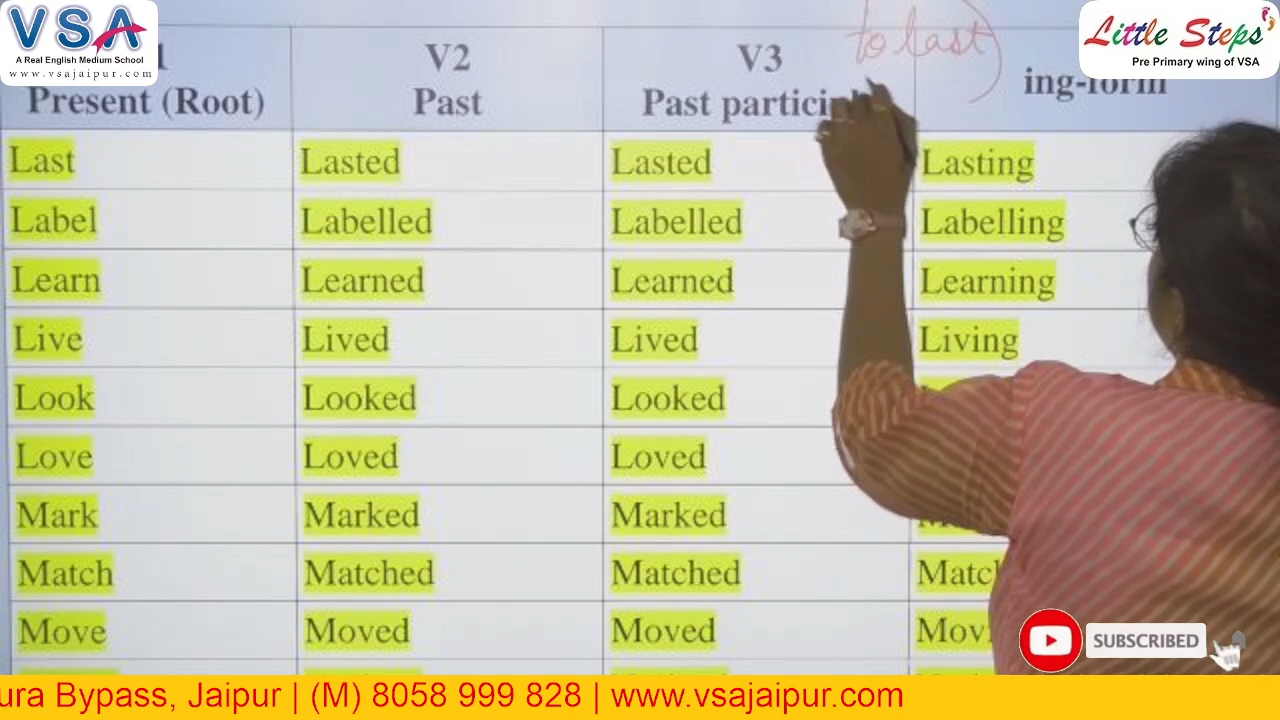 VSA
A Real English Medium School
www.vsajaipur.com
Little Steps
Pre Primary wing of VSA
to last)
Present (Root)
V2
Past
V3
Past
ing-form
Last Lasted Lasted Lasting
Label Labelled Labelled Labelling
Learn Learned Learned Learning
Live Lived Lived Living
Look Looked Looked
Love Loved Loved
Mark Marked Marked
Match Matched Matched
Move Moved Moved
SUBSCRIBED
ura Bypass, Jaipur | (M) 8058 999 828 | www.vsajaipur.com